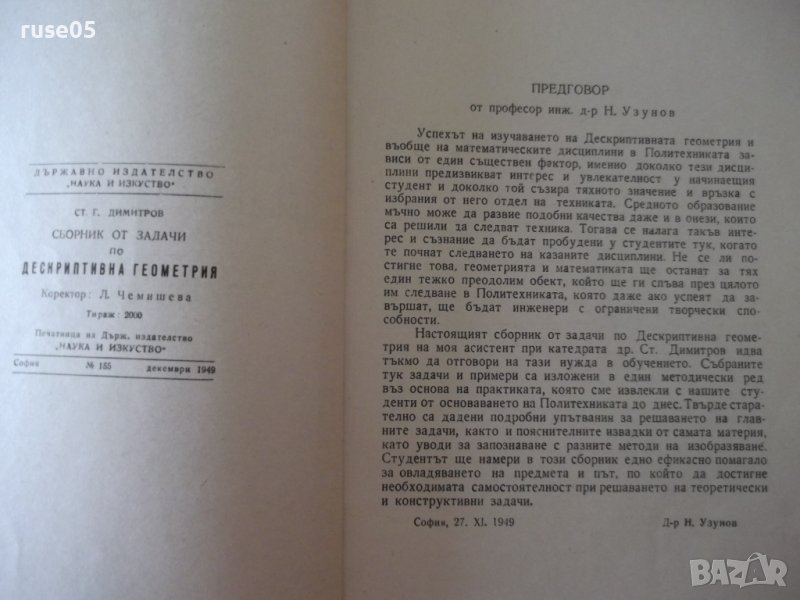 ruse05
ДЪРЖАВНО ИЗДАТЕЛСТВО
„НАУКА И ИЗКУСТВО“
СТ. Г. ДИМИТРОВ
СБОРНИК ОТ ЗАДАЧИ
ПО
ДЕСКРИПТИВНА ГЕОМЕТРИЯ
Коректор: Л. Чемишева
Тираж: 2000
Печатница на Държ. издателство
„НАУКА И ИЗКУСТВО“
София № 155 декември 1949
ПРЕДГОВОР
от професор инж. д-р Н. Узунов
Успехът на изучаването на Дескриптивната геометрия и
въобще на математическите дисциплини в Политехниката за-
виси от един съществен фактор, именно доколко тези дисци-
плини предизвикват интерес и увлекателност у начинаещия
студент и доколко той съзира тяхното значение и връзка с
избрания от него отдел на техниката. Средното образование
мъчно може да развие подобни качества даже и в онези, които
са решили да следват техника. Тогава се налага такъв ин-
терес и съзнание да бъдат пробудени у студентите тук, когато
те почнат следването на казаните дисциплини. Не се ли по-
стигне това, геометрията и математиката ще останат за тях
един тежко преодолим обект, който ще ги спъва през цялото
им следване в Политехниката, която даже ако успеят да за-
вършат, ще бъдат инженери с ограничени творчески спо-
собности.
Настоящият сборник от задачи по Дескриптивна геоме-
трия на моя асистент при катедрата др. Ст. Димитров идва
тъкмо да отговори на тази нужда в обучението. Събраните
тук задачи и примери са изложени в един методически ред
въз основа на практиката, която сме извлекли с нашите сту-
денти от основаването на Политехниката до днес. Твърде стара-
телно са дадени подробни упътвания за решаването на глав-
ните задачи, както и пояснителните извадки от самата материя,
като уводи за запознаване с разните методи на изобразяване.
Студентът ще намери в този сборник едно ефикасно помагало
за овладяването на предмета и път, по който да достигне
необходимата самостоятелност при решаването на теоретически
и конструктивни задачи.
София, 27. XI. 1949 Д-р Н. Узунов
BAZAR